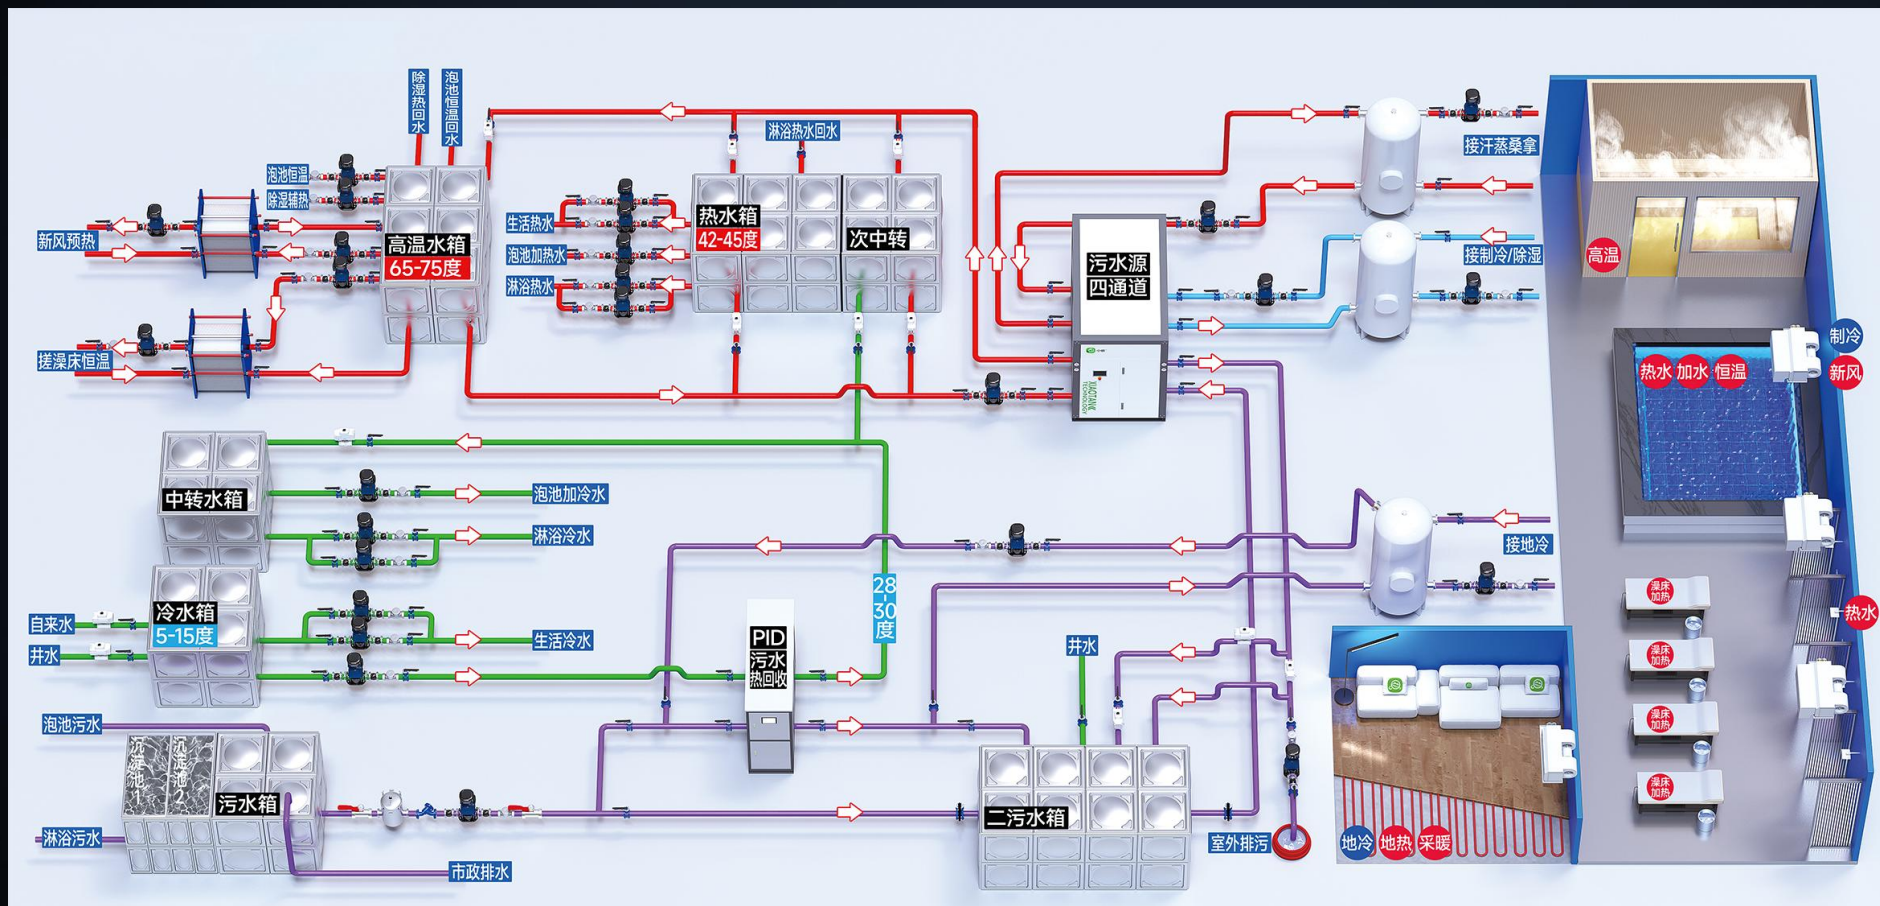 除湿热回水
泡池恒温回水
泡池恒温
除湿辅热
新风预热
高温水箱
65-75度
搓澡床恒温
淋浴热水回水
生活热水
泡池加热水
淋浴热水
热水箱
42-45度
次中转
污水源
四通道
XIAOTIANE
TECHNOLOGY
接汗蒸桑拿
接制冷/除湿
高温
制冷
新风
热水
加水
恒温
中转水箱
泡池加冷水
淋浴冷水
自来水
井水
冷水箱
5-15度
生活冷水
28
-
30
度
PID
污水
热回收
接地冷
井水
泡池污水
沉淀池1
沉淀池2
污水箱
淋浴污水
市政排水
二污水箱
室外排污
澡床
加热
澡床
加热
澡床
加热
澡床
加热
热水
地冷
地热
采暖